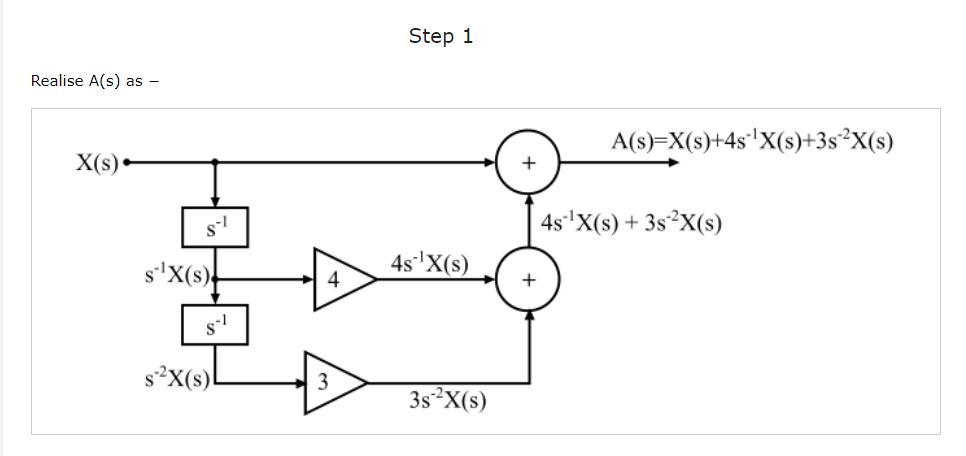 Step 1
Realise A(s) as –
A(s)=X(s)+4s⁻¹X(s)+3s⁻²X(s)
X(s)
+
s⁻¹
4s⁻¹X(s) + 3s⁻²X(s)
s⁻¹X(s)
4
4s⁻¹X(s)
+
s⁻¹
s⁻²X(s)
3
3s⁻²X(s)